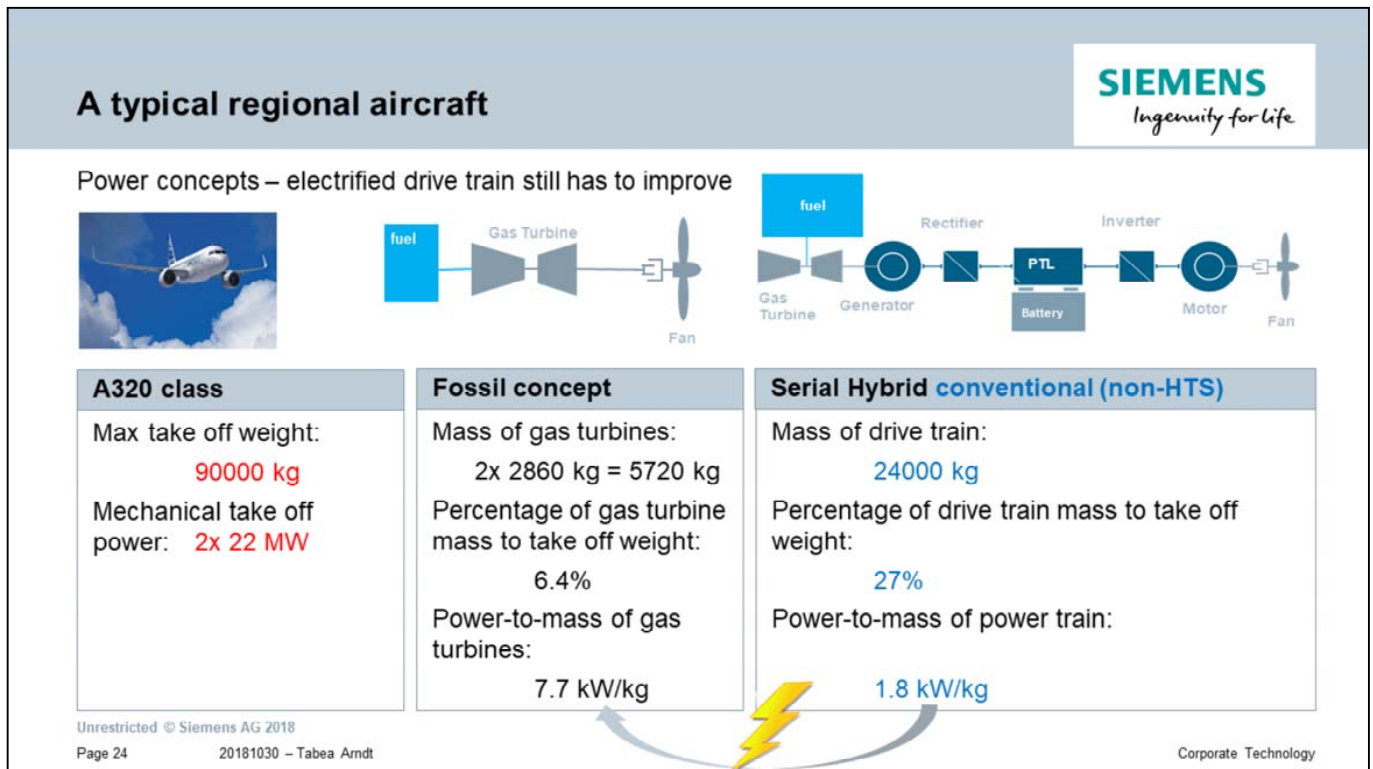 A typical regional aircraft
SIEMENS
Ingenuity for life
Power concepts – electrified drive train still has to improve
fuel
Gas Turbine
Fan
fuel
Gas
Turbine
Generator
Rectifier
PTL
Battery
Inverter
Motor
Fan
A320 class
Max take off weight:
90000 kg
Mechanical take off
power: 2x 22 MW
Fossil concept
Mass of gas turbines:
2x 2860 kg = 5720 kg
Percentage of gas turbine
mass to take off weight:
6.4%
Power-to-mass of gas
turbines:
7.7 kW/kg
Serial Hybrid conventional (non-HTS)
Mass of drive train:
24000 kg
Percentage of drive train mass to take off
weight:
27%
Power-to-mass of power train:
1.8 kW/kg
Unrestricted © Siemens AG 2018
Page 24 20181030 – Tabea Arndt Corporate Technology